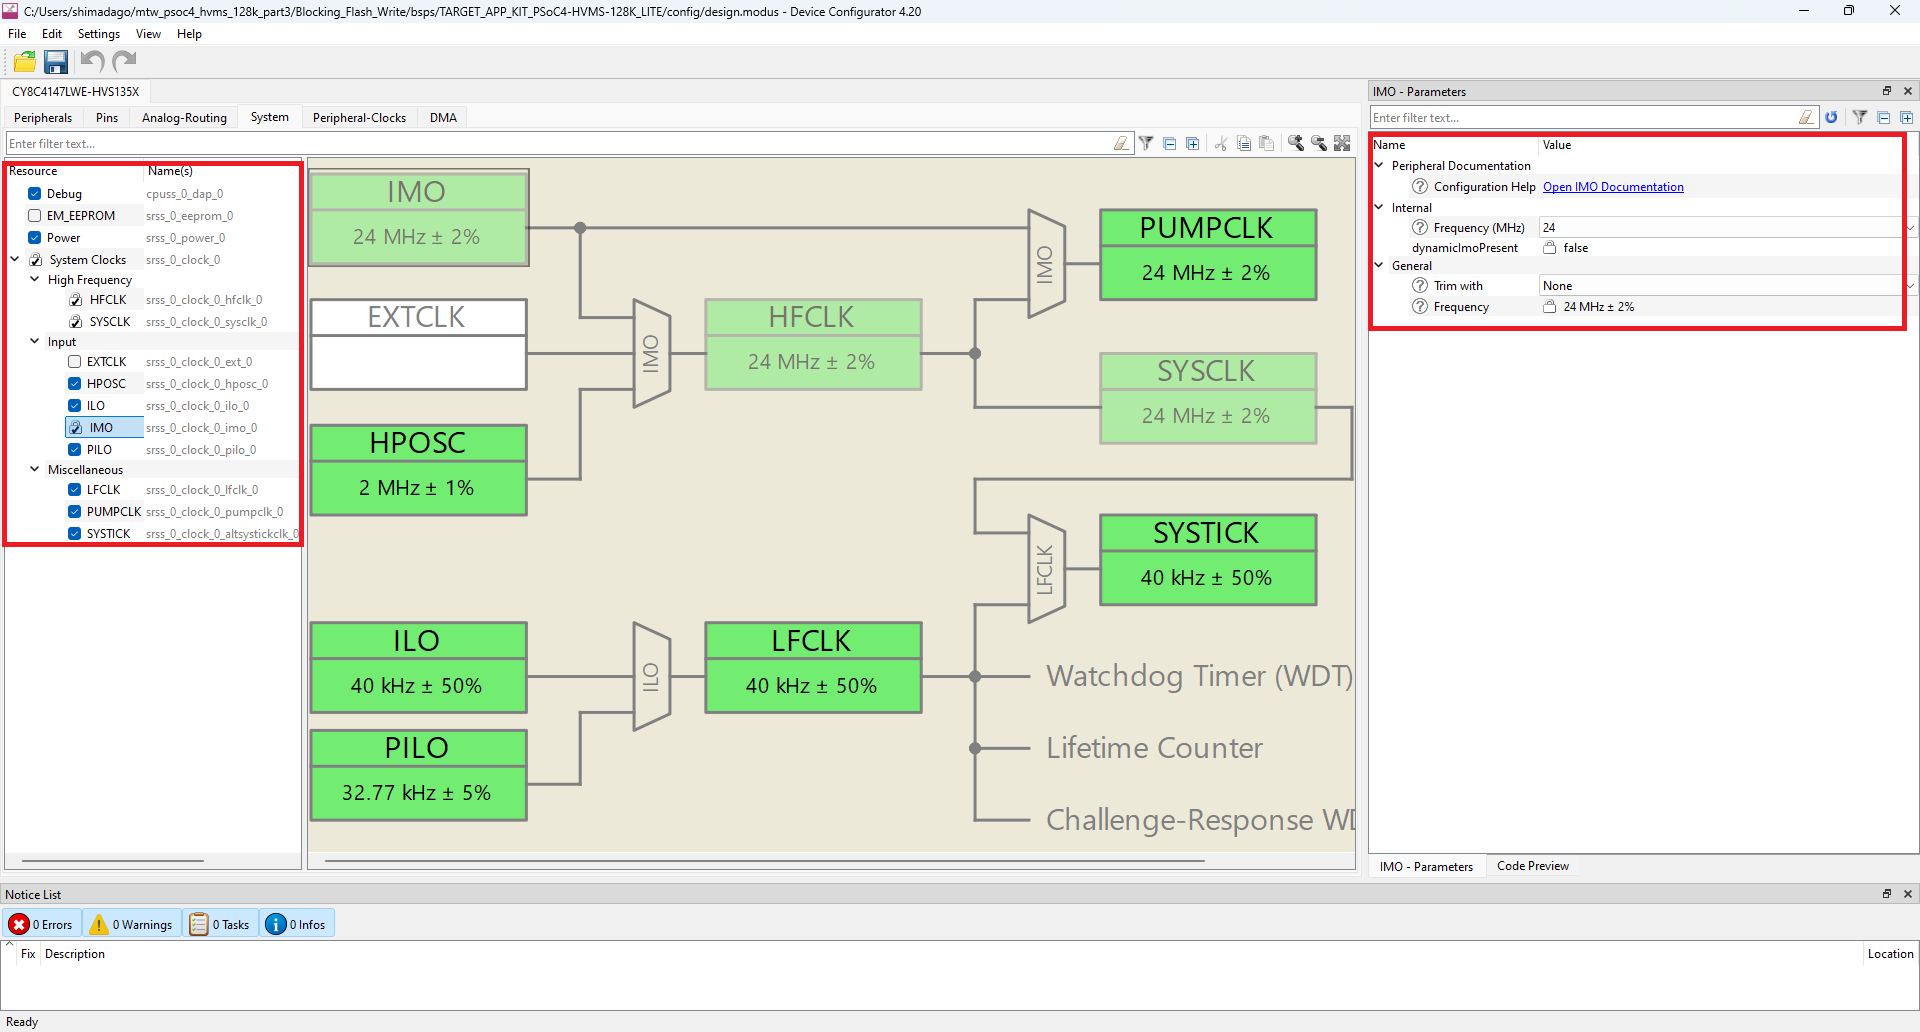 C:/Users/shimadago/mtw_psoc4_hvms_128k_part3/Blocking_Flash_Write/bsps/TARGET_APP_KIT_PSoC4-HVMS-128K_LITE/config/design.modus - Device Configurator 4.20
File Edit Settings View Help
CY8C4147LWE-HVS135X
Peripherals Pins Analog-Routing System Peripheral-Clocks DMA
Enter filter text...
Resource Name(s)
Debug cpuss_0_dap_0
EM_EEPROM srss_0_eeprom_0
Power srss_0_power_0
System Clocks srss_0_clock_0
High Frequency
HFCLK srss_0_clock_0_hfclk_0
SYSCLK srss_0_clock_0_sysclk_0
Input
EXTCLK srss_0_clock_0_ext_0
HPOSC srss_0_clock_0_hposc_0
ILO srss_0_clock_0_ilo_0
IMO srss_0_clock_0_imo_0
PILO srss_0_clock_0_pilo_0
Miscellaneous
LFCLK srss_0_clock_0_lfclk_0
PUMPCLK srss_0_clock_0_pumpclk_0
SYSTICK srss_0_clock_0_altsystickclk_0
IMO
24 MHz ± 2%
EXTCLK
HPOSC
2 MHz ± 1%
IMO
HFCLK
24 MHz ± 2%
IMO
PUMPCLK
24 MHz ± 2%
SYSCLK
24 MHz ± 2%
LFCLK
SYSTICK
40 kHz ± 50%
ILO
40 kHz ± 50%
PILO
32.77 kHz ± 5%
ILO
LFCLK
40 kHz ± 50%
Watchdog Timer (WDT)
Lifetime Counter
Challenge-Response WD
IMO - Parameters
Enter filter text...
Name Value
Peripheral Documentation
? Configuration Help Open IMO Documentation
Internal
? Frequency (MHz) 24
dynamicImoPresent false
General
? Trim with None
? Frequency 24 MHz ± 2%
IMO - Parameters Code Preview
Notice List
0 Errors 0 Warnings 0 Tasks 0 Infos
Fix Description Location
Ready